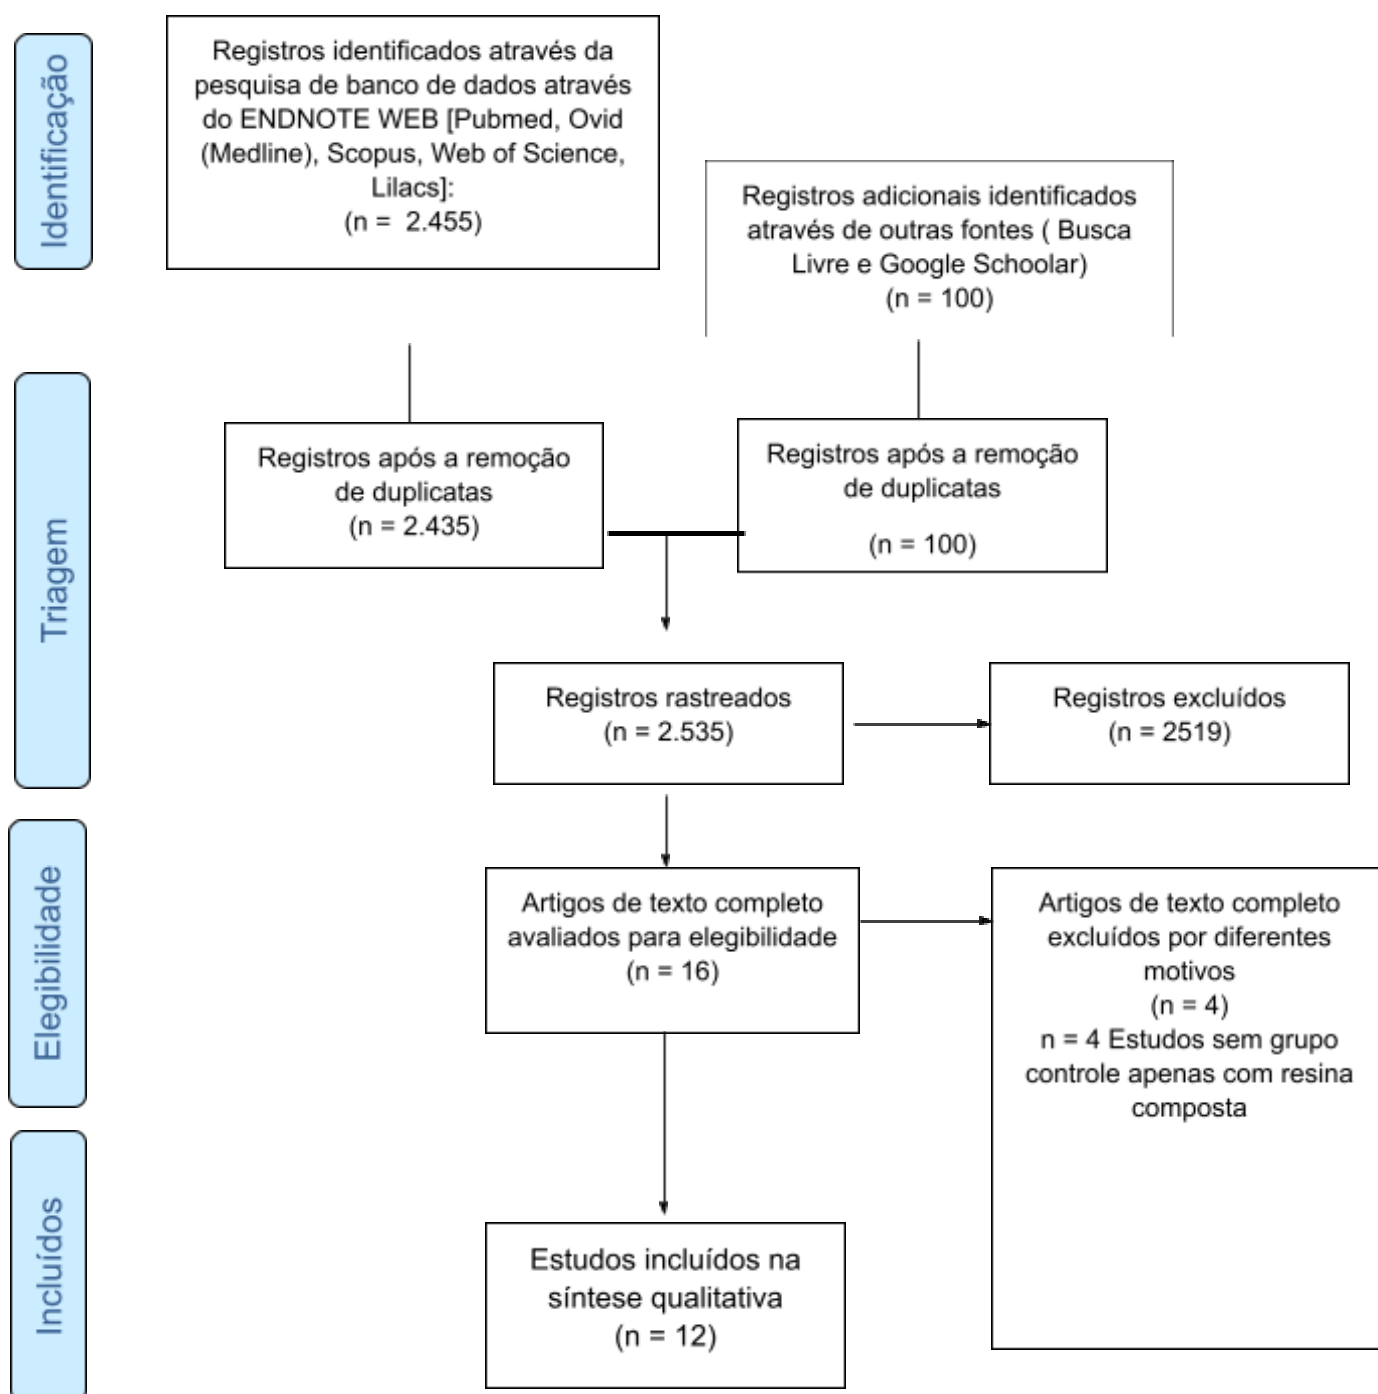 Identificação
Registros identificados através da
pesquisa de banco de dados através
do ENDNOTE WEB [Pubmed, Ovid
(Medline), Scopus, Web of Science,
Lilacs]:
(n = 2.455)
Registros adicionais identificados
através de outras fontes ( Busca
Livre e Google Schoolar)
(n = 100)
Triagem
Registros após a remoção
de duplicatas
(n = 2.435)
Registros após a remoção
de duplicatas
(n = 100)
Registros rastreados
(n = 2.535)
Registros excluídos
(n = 2519)
Elegibilidade
Artigos de texto completo
avaliados para elegibilidade
(n = 16)
Artigos de texto completo
excluídos por diferentes
motivos
(n = 4)
n = 4 Estudos sem grupo
controle apenas com resina
composta
Incluídos
Estudos incluídos na
síntese qualitativa
(n = 12)